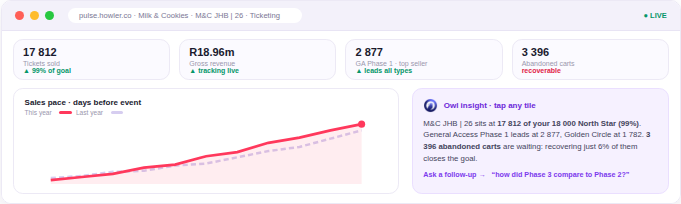 pulse.howler.co · Milk & Cookies · M&C JHB | 26 · Ticketing
● LIVE
17 812
Tickets sold
▲ 99% of goal
R18.96m
Gross revenue
▲ tracking live
2 877
GA Phase 1 · top seller
▲ leads all types
3 396
Abandoned carts
recoverable
Sales pace · days before event
This year
Last year
Owl insight · tap any tile
M&C JHB | 26 sits at 17 812 of your 18 000 North Star (99%).
General Access Phase 1 leads at 2 877, Golden Circle at 1 782. 3
396 abandoned carts are waiting: recovering just 6% of them
closes the goal.
Ask a follow-up → "how did Phase 3 compare to Phase 2?"